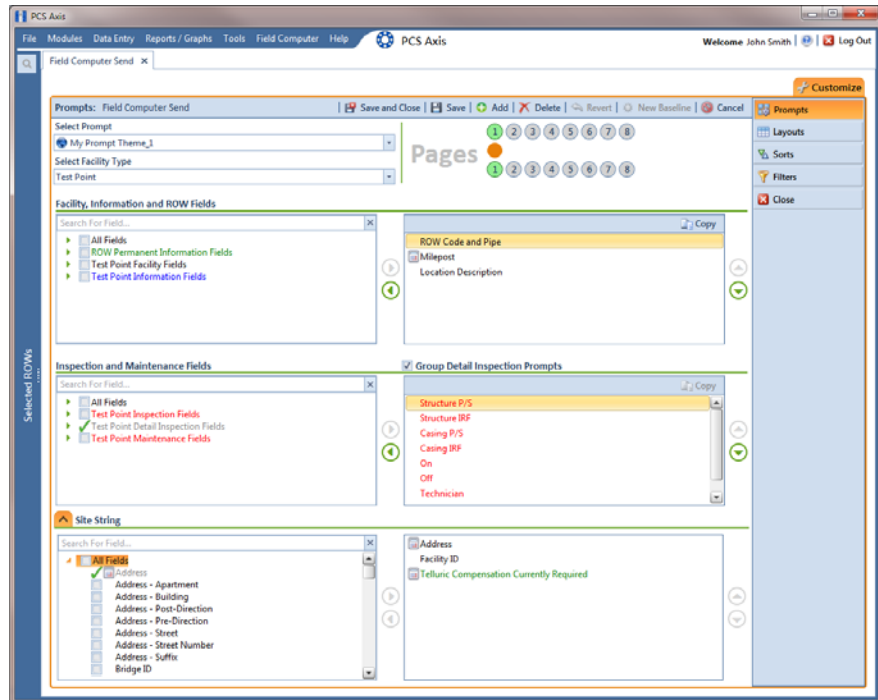 PCS Axis
File Modules Data Entry Reports / Graphs Tools Field Computer Help PCS Axis Welcome John Smith | | Log Out
Field Computer Send
Customize
Prompts: Field Computer Send | Save and Close | Save | Add | Delete | Revert | New Baseline | Cancel
Prompts
Layouts
Sorts
Filters
Close
Select Prompt
My Prompt Theme_1
Select Facility Type
Test Point
Pages
1 2 3 4 5 6 7 8
1 2 3 4 5 6 7 8
Facility, Information and ROW Fields
Search For Field...
All Fields
ROW Permanent Information Fields
Test Point Facility Fields
Test Point Information Fields
Copy
ROW Code and Pipe
Milepost
Location Description
Selected ROWs
Inspection and Maintenance Fields
Search For Field...
All Fields
Test Point Inspection Fields
Test Point Detail Inspection Fields
Test Point Maintenance Fields
Group Detail Inspection Prompts
Copy
Structure P/S
Structure IRF
Casing P/S
Casing IRF
On
Off
Technician
Site String
Search For Field...
All Fields
Address
Address - Apartment
Address - Building
Address - Post-Direction
Address - Pre-Direction
Address - Street
Address - Street Number
Address - Suffix
Bridge ID
Address
Facility ID
Telluric Compensation Currently Required